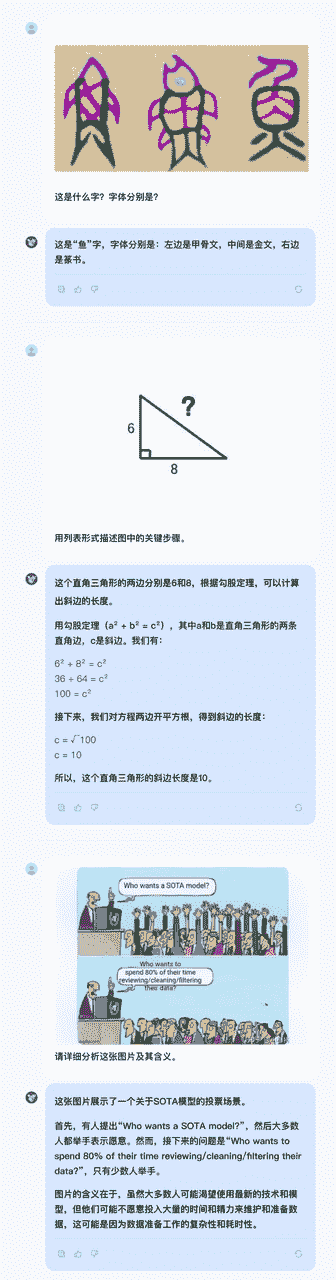 这是什么字？字体分别是？
这是“鱼”字，字体分别是：左边是甲骨文，中间是金文，右边
是篆书。
?
6
8
用列表形式描述图中的关键步骤。
这个直角三角形的两边分别是6和8，根据勾股定理，可以计算
出斜边的长度。
用勾股定理（a² + b² = c²），其中a和b是直角三角形的两条
直角边，c是斜边。我们有：
6² + 8² = c²
36 + 64 = c²
100 = c²
接下来，我们对方程两边开平方根，得到斜边的长度：
c = √100
c = 10
所以，这个直角三角形的斜边长度是10。
Who wants a SOTA model?
Who wants to
spend 80% of their time
reviewing/cleaning/filtering
their data?
请详细分析这张图片及其含义。
这张图片展示了一个关于SOTA模型的投票场景。
首先，有人提出“Who wants a SOTA model?”，然后大多数
人都举手表示愿意。然而，接下来的问题是“Who wants to
spend 80% of their time reviewing/cleaning/filtering their
data?”，只有少数人举手。
图片的含义在于，虽然大多数人可能渴望使用最新的技术和模
型，但他们可能不愿意投入大量的时间和精力来维护和准备数
据，这可能是因为数据准备工作的复杂性和耗时性。